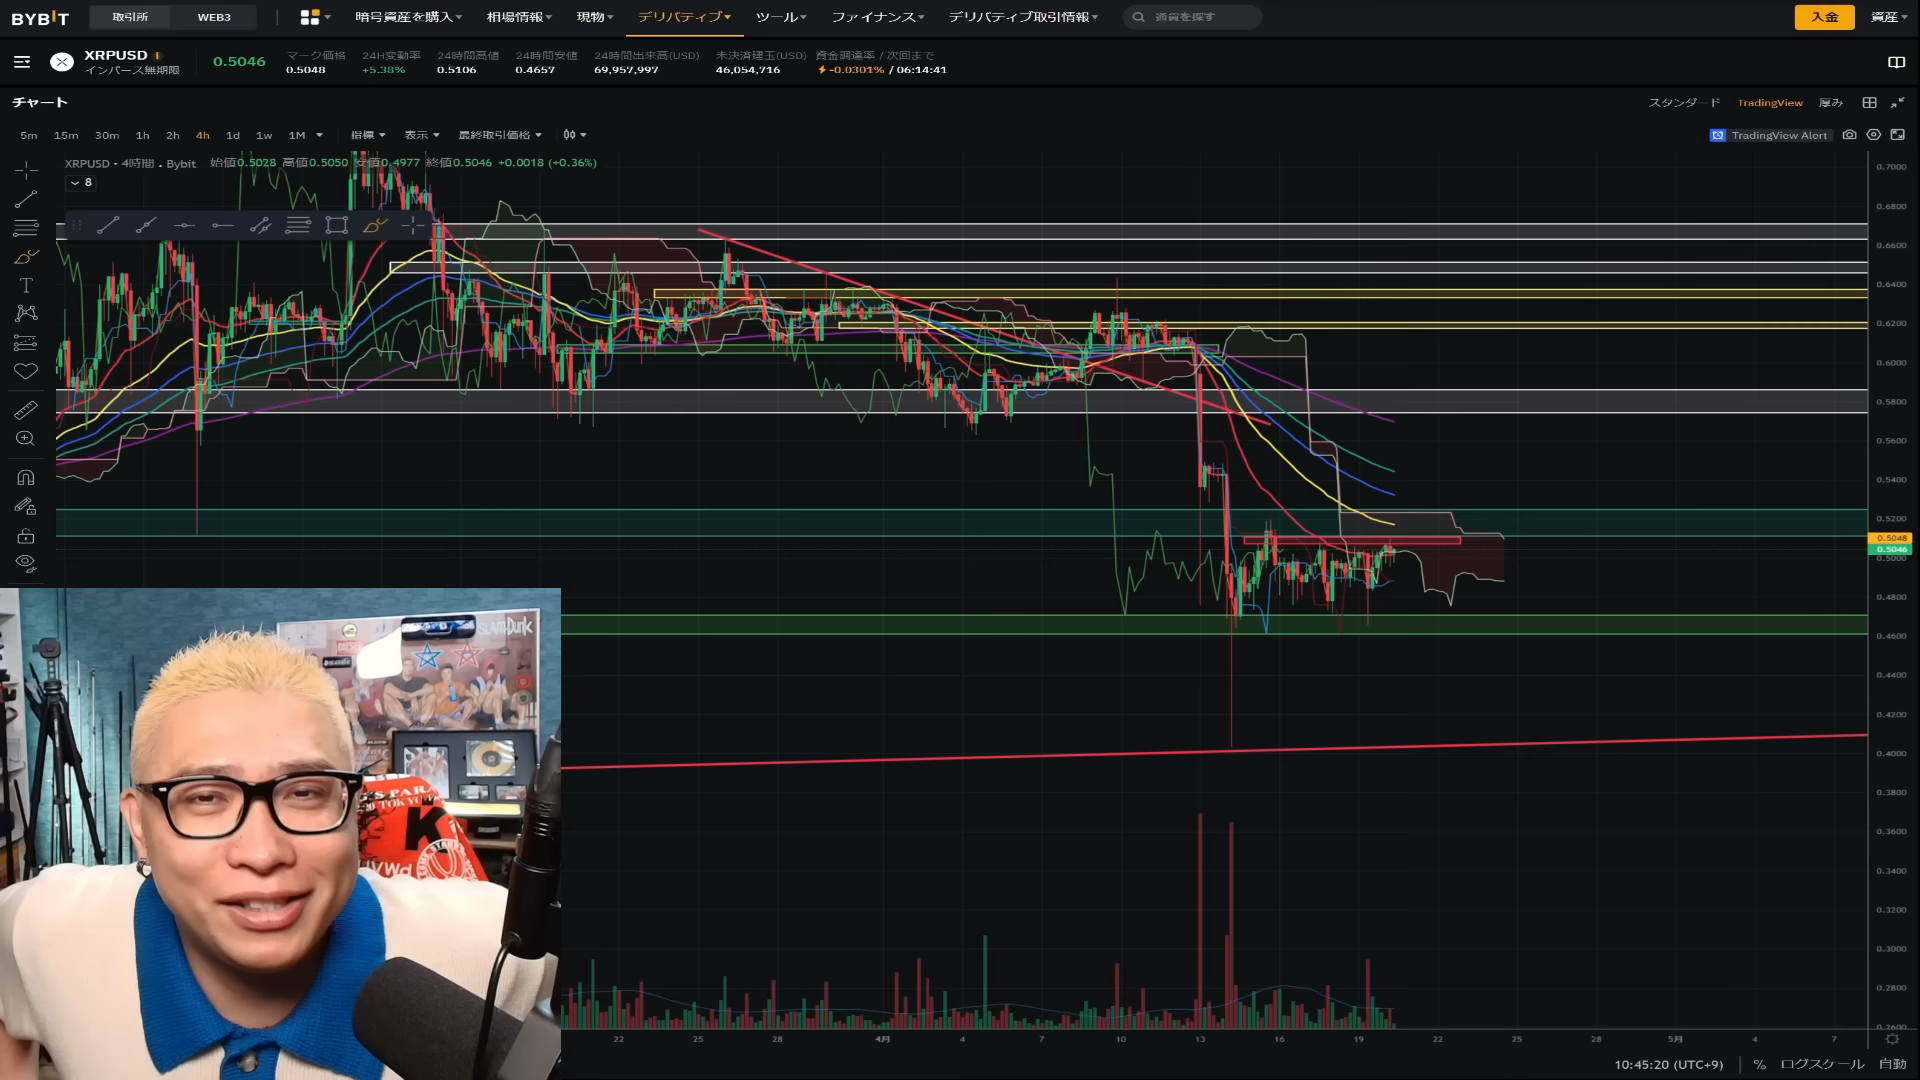 BYBIT 取引所 WEB3 暗号資産を購入 相場情報 現物 デリバティブ ツール ファイナンス デリバティブ取引情報 通貨を探す 入金 資産
XRPUSD
インバース無期限
0.5046
マーク価格 24H変動率 24時間高値 24時間安値 24時間出来高(USD) 未決済建玉(USD) 資金調達率 / 次回まで
0.5048 +5.38% 0.5106 0.4657 69,957,997 46,054,716 -0.0301% / 06:14:41
チャート
スタンダード TradingView 厚み
5m 15m 30m 1h 2h 4h 1d 1w 1M 指標 表示 最終取引価格
TradingView Alert
XRPUSD • 4時間 . Bybit 始値0.5028 高値0.5050 安値0.4977 終値0.5046 +0.0018 (+0.36%)
8
0.7000
0.6800
0.6600
0.6400
0.6200
0.6000
0.5800
0.5600
0.5400
0.5200
0.5048
0.5046
0.5000
0.4800
0.4600
0.4400
0.4200
0.4000
0.3800
0.3600
0.3400
0.3200
0.3000
0.2800
0.2600
SLAM DUNK
K
22 25 28 4月 4 7 10 13 16 19 22 25 28 5月 4 7
10:45:20 (UTC+9) % ログスケール 自動